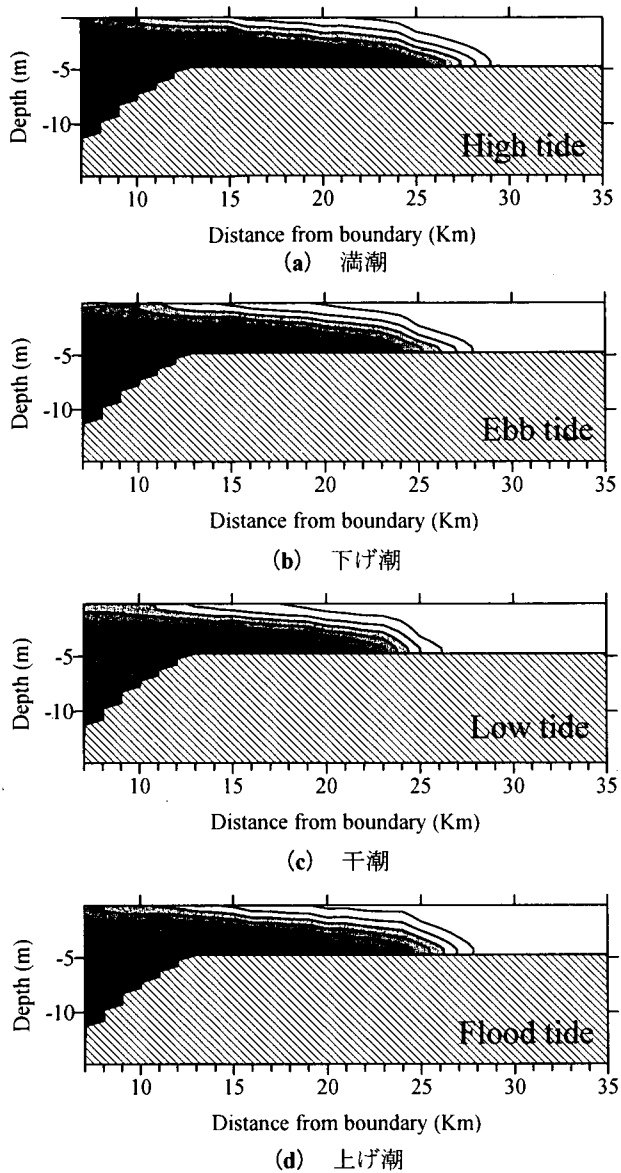 Depth (m)
-5
-10
High tide
10 15 20 25 30 35
Distance from boundary (Km)
(a) 満潮
Depth (m)
-5
-10
Ebb tide
10 15 20 25 30 35
Distance from boundary (Km)
(b) 下げ潮
Depth (m)
-5
-10
Low tide
10 15 20 25 30 35
Distance from boundary (Km)
(c) 干潮
Depth (m)
-5
-10
Flood tide
10 15 20 25 30 35
Distance from boundary (Km)
(d) 上げ潮